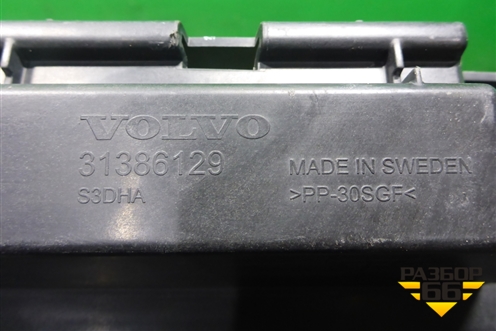 VOLVO
31386129
S3DHA
MADE IN SWEDEN
>PP-30SGF<
РАЗБОР
66